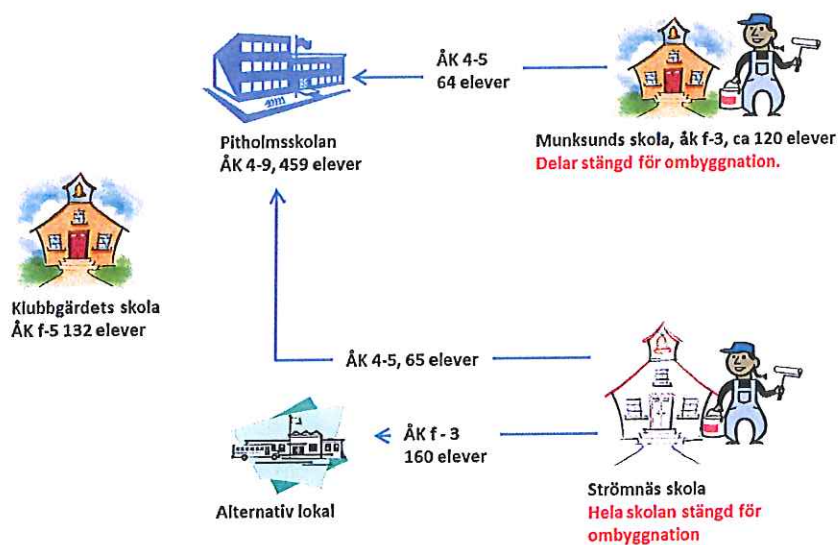 ÅK 4-5
64 elever
Pitholmsskolan
ÅK 4-9, 459 elever
Munksunds skola, åk f-3, ca 120 elever
Delar stängd för ombyggnation.
Klubbgärdets skola
ÅK f-5 132 elever
ÅK 4-5, 65 elever
ÅK f - 3
160 elever
Alternativ lokal
Strömnäs skola
Hela skolan stängd för
ombyggnation